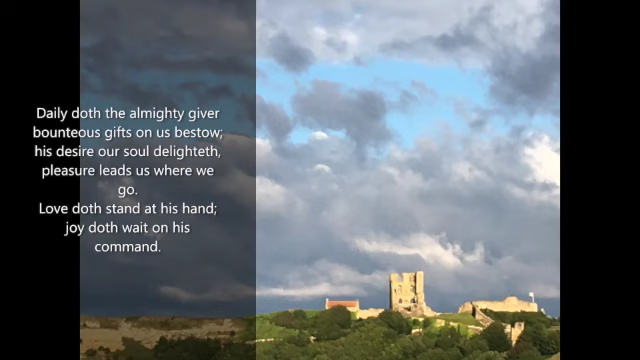 Daily doth the almighty giver
bounteous gifts on us bestow;
his desire our soul delighteth,
pleasure leads us where we
go.
Love doth stand at his hand;
joy doth wait on his
command.